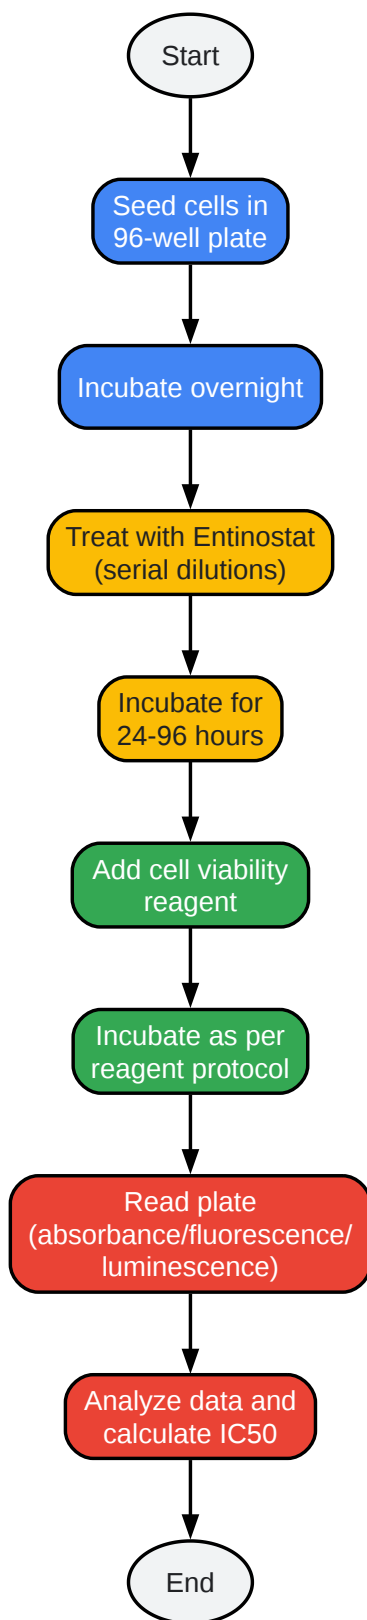 Start
Seed cells in
96-well plate
Incubate overnight
Treat with Entinostat
(serial dilutions)
Incubate for
24-96 hours
Add cell viability
reagent
Incubate as per
reagent protocol
Read plate
(absorbance/fluorescence/
luminescence)
Analyze data and
calculate IC50
End